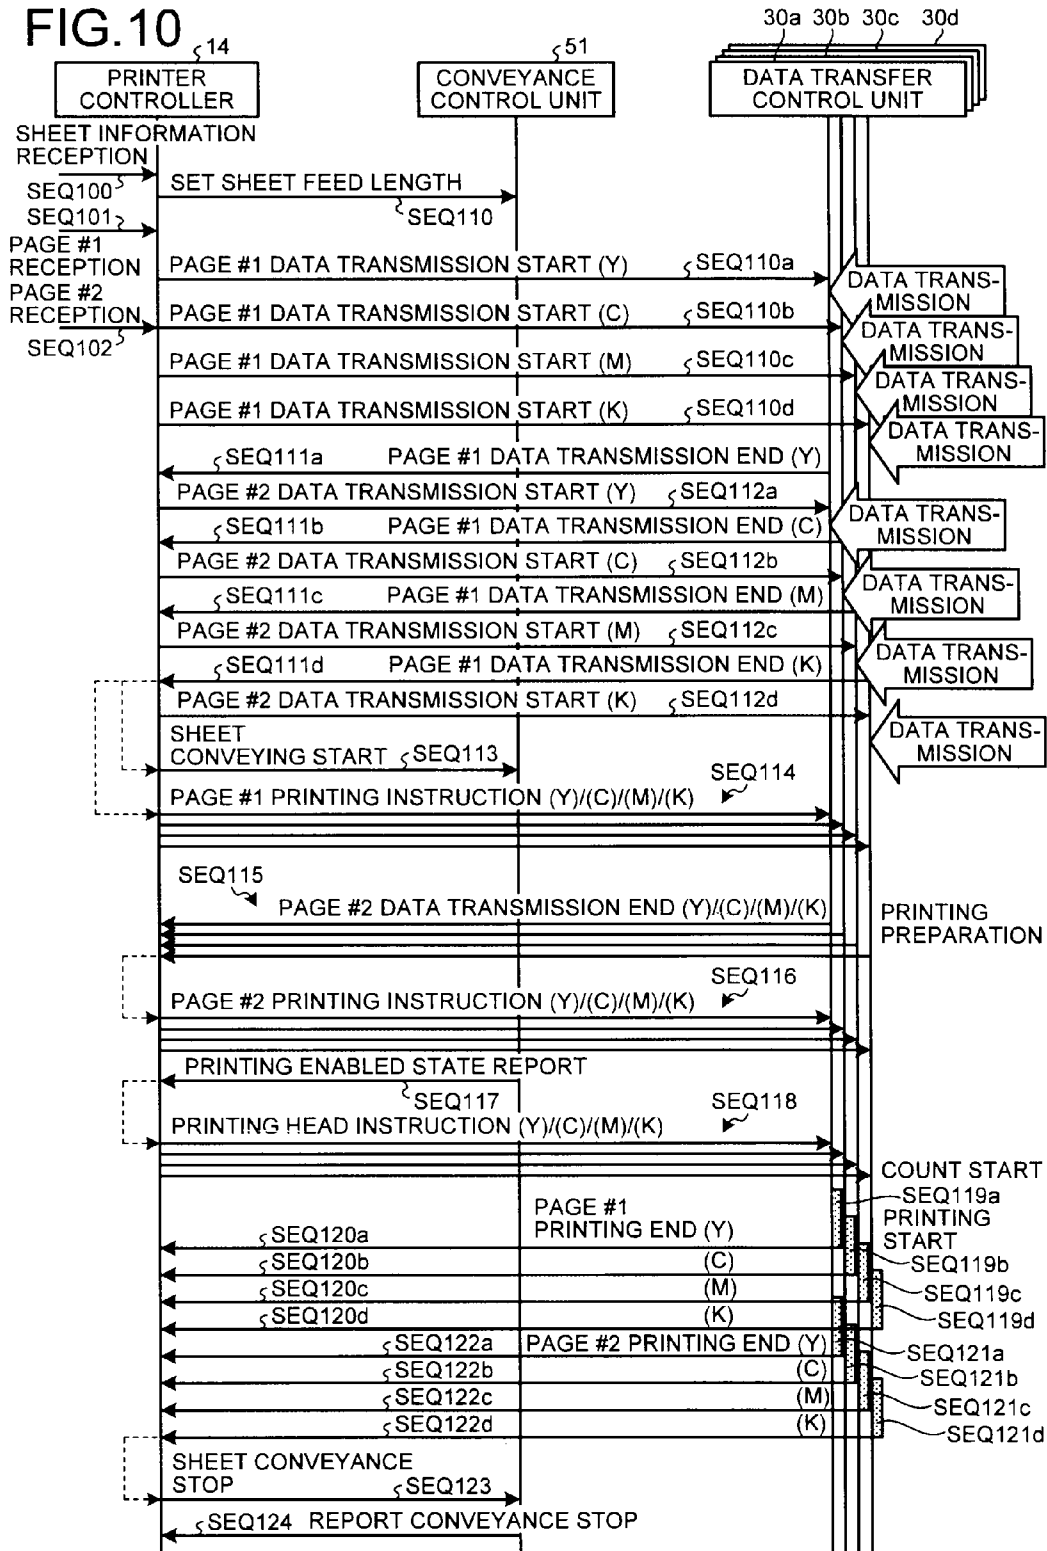 FIG.10
14
51
30a 30b 30c 30d
PRINTER
CONTROLLER
CONVEYANCE
CONTROL UNIT
DATA TRANSFER
CONTROL UNIT
SHEET INFORMATION
RECEPTION
SEQ100
SET SHEET FEED LENGTH
SEQ110
SEQ101
PAGE #1
RECEPTION
PAGE #1 DATA TRANSMISSION START (Y)
SEQ110a
DATA TRANS-
MISSION
PAGE #2
RECEPTION
SEQ102
PAGE #1 DATA TRANSMISSION START (C)
SEQ110b
DATA TRANS-
MISSION
PAGE #1 DATA TRANSMISSION START (M)
SEQ110c
DATA TRANS-
MISSION
PAGE #1 DATA TRANSMISSION START (K)
SEQ110d
DATA TRANS-
MISSION
SEQ111a
PAGE #1 DATA TRANSMISSION END (Y)
PAGE #2 DATA TRANSMISSION START (Y)
SEQ112a
DATA TRANS-
MISSION
SEQ111b
PAGE #1 DATA TRANSMISSION END (C)
PAGE #2 DATA TRANSMISSION START (C)
SEQ112b
DATA TRANS-
MISSION
SEQ111c
PAGE #1 DATA TRANSMISSION END (M)
PAGE #2 DATA TRANSMISSION START (M)
SEQ112c
DATA TRANS-
MISSION
SEQ111d
PAGE #1 DATA TRANSMISSION END (K)
PAGE #2 DATA TRANSMISSION START (K)
SEQ112d
DATA TRANS-
MISSION
SHEET
CONVEYING START
SEQ113
SEQ114
PAGE #1 PRINTING INSTRUCTION (Y)/(C)/(M)/(K)
SEQ115
PAGE #2 DATA TRANSMISSION END (Y)/(C)/(M)/(K)
PRINTING
PREPARATION
SEQ116
PAGE #2 PRINTING INSTRUCTION (Y)/(C)/(M)/(K)
PRINTING ENABLED STATE REPORT
SEQ117
SEQ118
PRINTING HEAD INSTRUCTION (Y)/(C)/(M)/(K)
COUNT START
SEQ119a
PRINTING
START
PAGE #1
PRINTING END (Y)
SEQ120a
SEQ119b
SEQ120b
(C)
SEQ119c
SEQ120c
(M)
SEQ119d
SEQ120d
(K)
SEQ122a
PAGE #2 PRINTING END (Y)
SEQ121a
SEQ122b
(C)
SEQ121b
SEQ122c
(M)
SEQ121c
SEQ122d
(K)
SEQ121d
SHEET CONVEYANCE
STOP
SEQ123
SEQ124
REPORT CONVEYANCE STOP